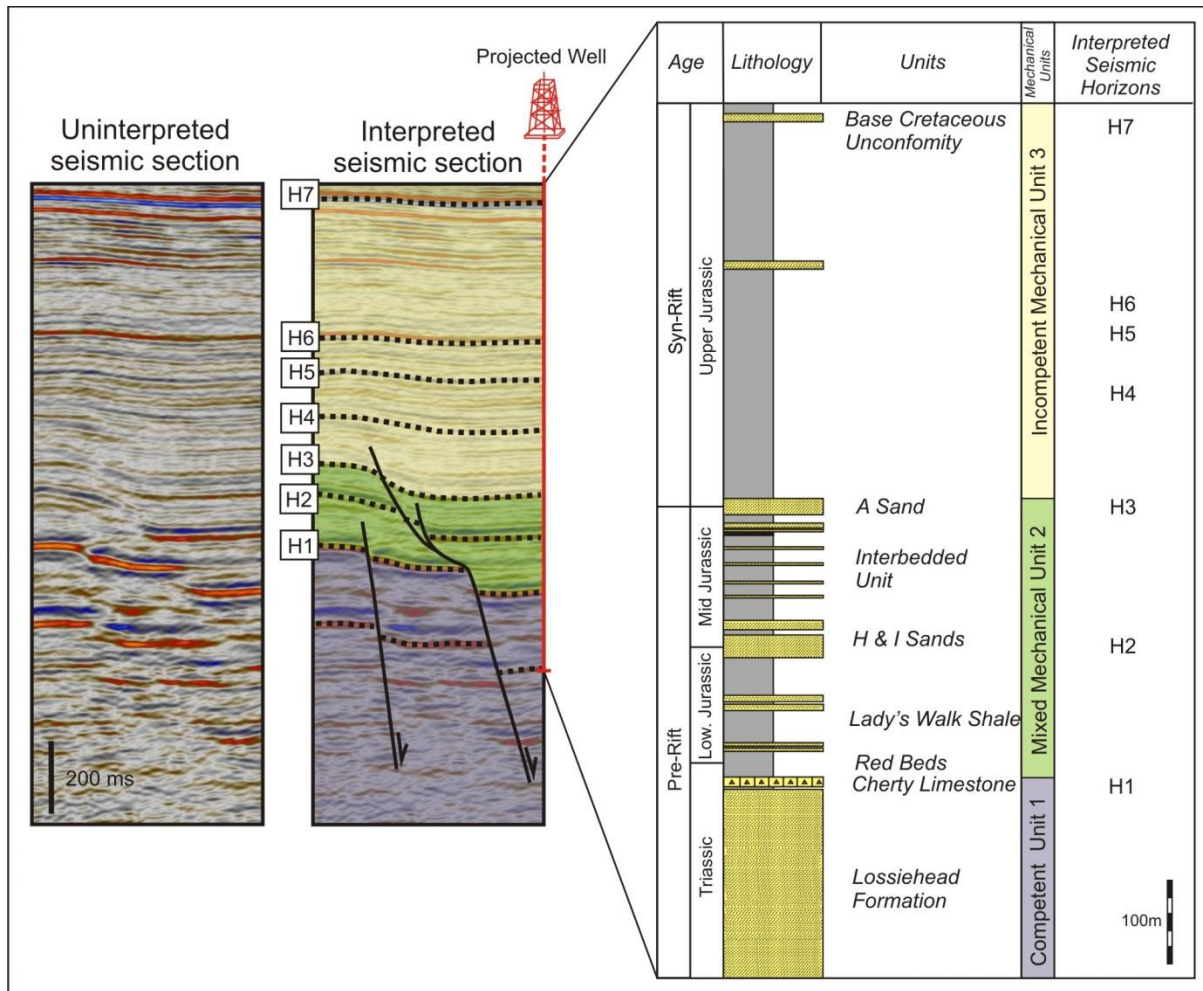 Projected Well
Uninterpreted
seismic section
Interpreted
seismic section
H7
H6
H5
H4
H3
H2
H1
200 ms
Age
Lithology
Units
Mechanical
Units
Interpreted
Seismic
Horizons
Syn-Rift
Pre-Rift
Upper Jurassic
Mid Jurassic
Low. Jurassic
Triassic
Base Cretaceous
Unconfomity
A Sand
Interbedded
Unit
H & I Sands
Lady's Walk Shale
Red Beds
Cherty Limestone
Lossiehead
Formation
Incompetent Mechanical Unit 3
Mixed Mechanical Unit 2
Competent Unit 1
H7
H6
H5
H4
H3
H2
H1
100m